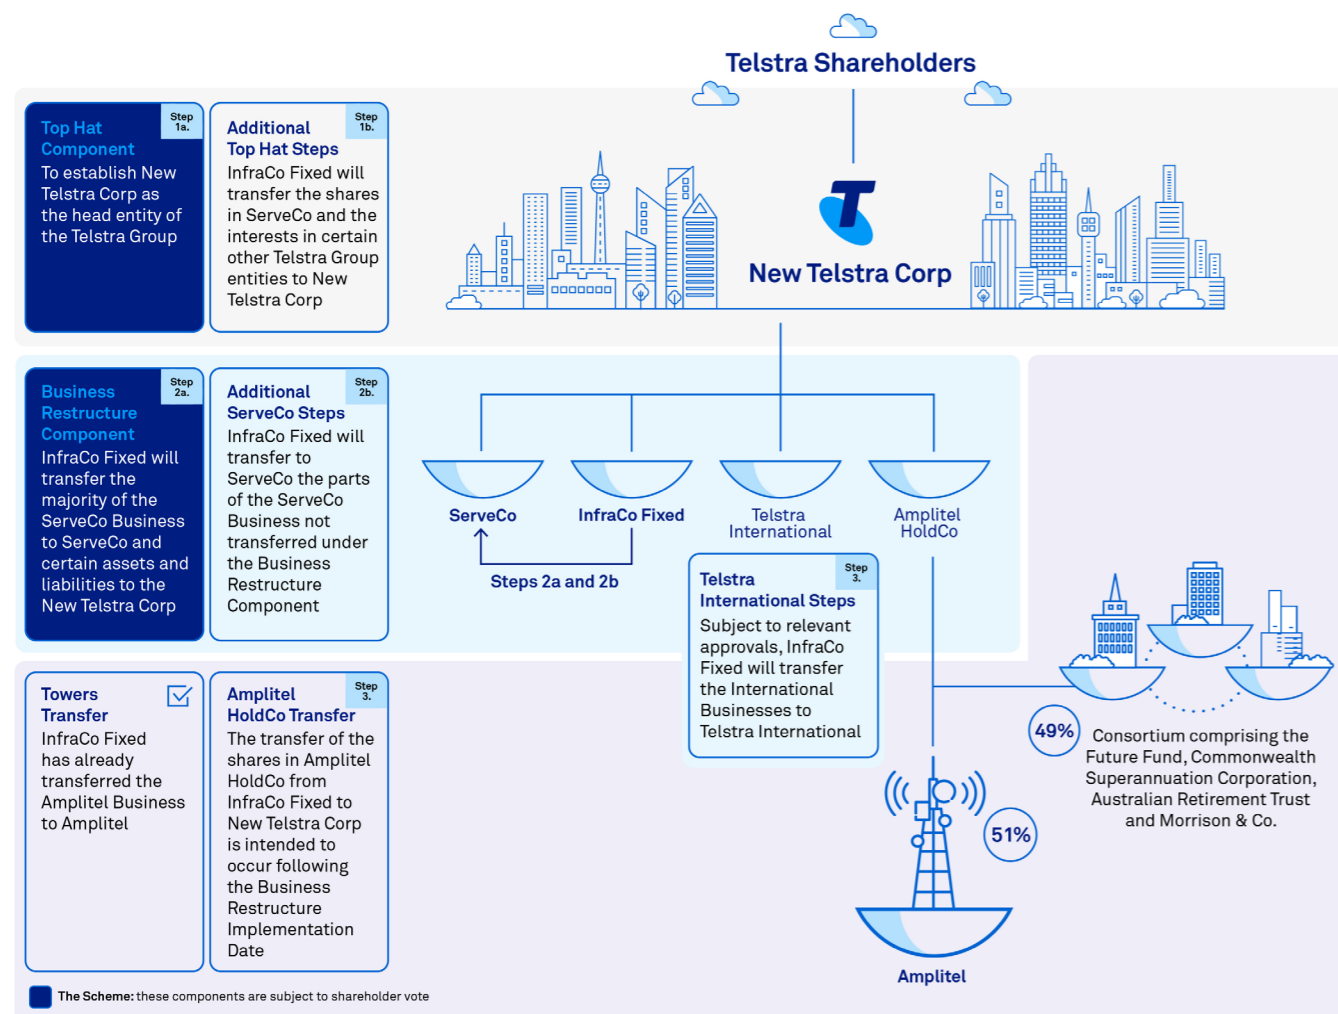 Telstra Shareholders
Step
1a.
Top Hat
Component
To establish New
Telstra Corp as
the head entity of
the Telstra Group
Step
1b.
Additional
Top Hat Steps
InfraCo Fixed will
transfer the shares
in ServeCo and the
interests in certain
other Telstra Group
entities to New
Telstra Corp
T
New Telstra Corp
Step
2a.
Business
Restructure
Component
InfraCo Fixed will
transfer the
majority of the
ServeCo Business
to ServeCo and
certain assets and
liabilities to the
New Telstra Corp
Step
2b.
Additional
ServeCo Steps
InfraCo Fixed will
transfer to
ServeCo the parts
of the ServeCo
Business not
transferred under
the Business
Restructure
Component
ServeCo
InfraCo Fixed
Telstra
International
Amplitel
HoldCo
Steps 2a and 2b
Step
3.
Telstra
International Steps
Subject to relevant
approvals, InfraCo
Fixed will transfer
the International
Businesses to
Telstra International
Towers
Transfer
InfraCo Fixed
has already
transferred the
Amplitel Business
to Amplitel
Step
3.
Amplitel
HoldCo Transfer
The transfer of the
shares in Amplitel
HoldCo from
InfraCo Fixed to
New Telstra Corp
is intended to
occur following
the Business
Restructure
Implementation
Date
49%
Consortium comprising the
Future Fund, Commonwealth
Superannuation Corporation,
Australian Retirement Trust
and Morrison & Co.
51%
Amplitel
The Scheme: these components are subject to shareholder vote